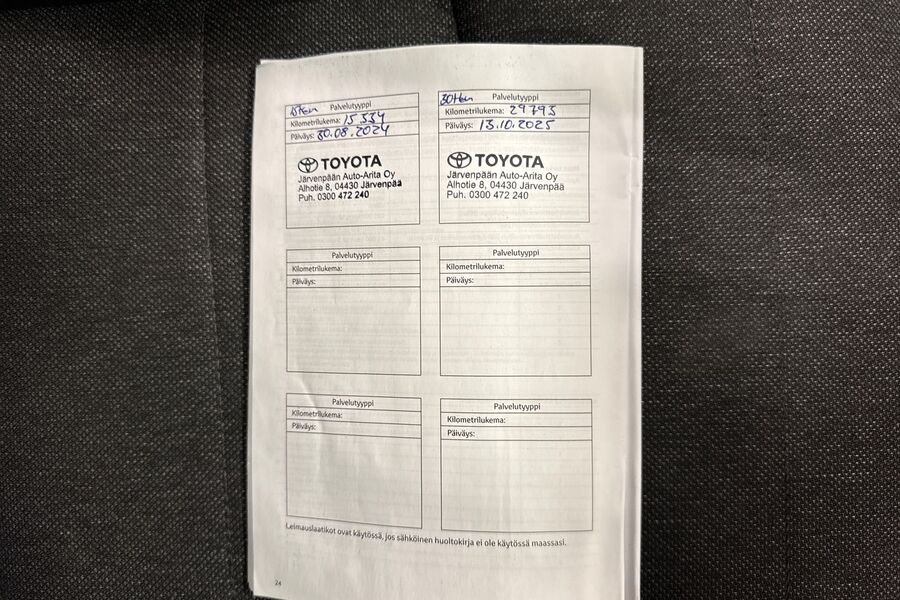 15tkm Palvelutyyppi
Kilometrilukema: 15 334
Päiväys: 30.08.2024
TOYOTA
Järvenpään Auto-Arita Oy
Alhotie 8, 04430 Järvenpää
Puh. 0300 472 240
30tkm Palvelutyyppi
Kilometrilukema: 29793
Päiväys: 13.10.2025
TOYOTA
Järvenpään Auto-Arita Oy
Alhotie 8, 04430 Järvenpää
Puh. 0300 472 240
Palvelutyyppi
Kilometrilukema:
Päiväys:
Palvelutyyppi
Kilometrilukema:
Päiväys:
Palvelutyyppi
Kilometrilukema:
Päiväys:
Palvelutyyppi
Kilometrilukema:
Päiväys:
Leimauslaatikot ovat käytössä, jos sähköinen huoltokirja ei ole käytössä maassasi.
24